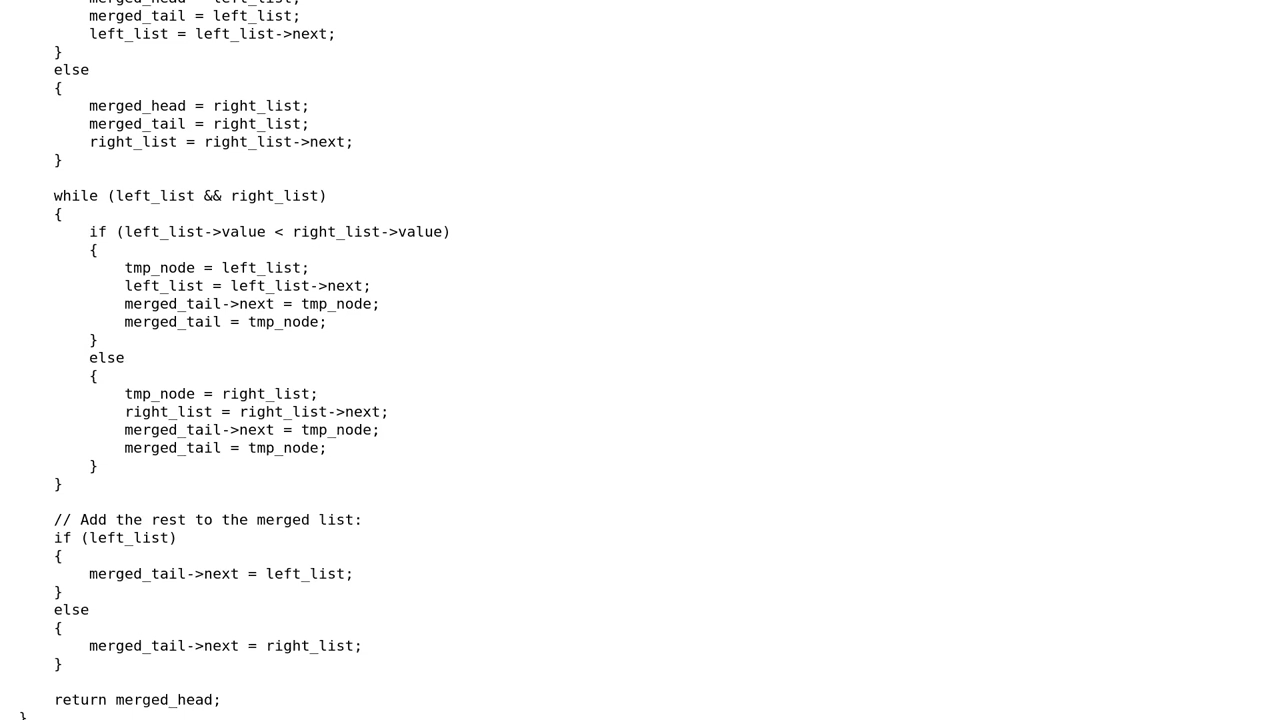 merged_head = left_list;
        merged_tail = left_list;
        left_list = left_list->next;
    }
    else
    {
        merged_head = right_list;
        merged_tail = right_list;
        right_list = right_list->next;
    }

    while (left_list && right_list)
    {
        if (left_list->value < right_list->value)
        {
            tmp_node = left_list;
            left_list = left_list->next;
            merged_tail->next = tmp_node;
            merged_tail = tmp_node;
        }
        else
        {
            tmp_node = right_list;
            right_list = right_list->next;
            merged_tail->next = tmp_node;
            merged_tail = tmp_node;
        }
    }

    // Add the rest to the merged list:
    if (left_list)
    {
        merged_tail->next = left_list;
    }
    else
    {
        merged_tail->next = right_list;
    }

    return merged_head;
}